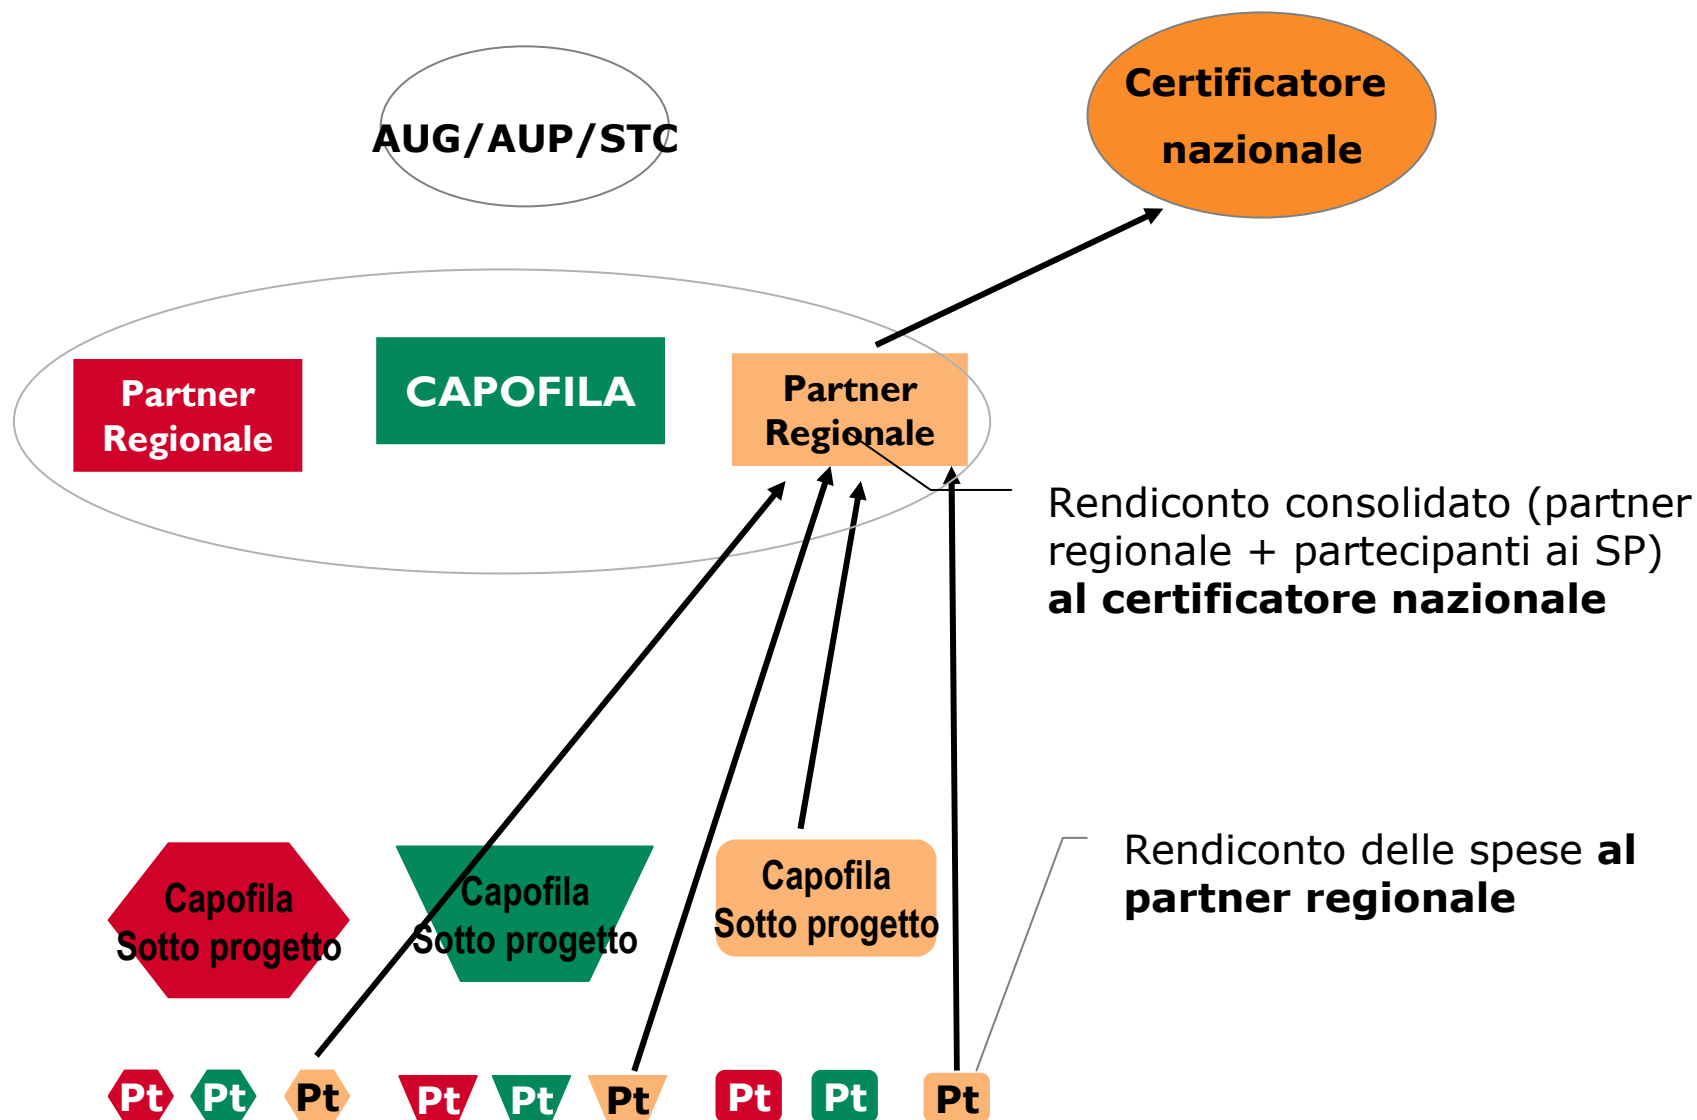 AUG/AUP/STC
Certificatore
nazionale
Partner
Regionale
CAPOFILA
Partner
Regionale
Rendiconto consolidato (partner
regionale + partecipanti ai SP)
al certificatore nazionale
Capofila
Sotto progetto
Capofila
Sotto progetto
Capofila
Sotto progetto
Rendiconto delle spese al
partner regionale
Pt
Pt
Pt
Pt
Pt
Pt
Pt
Pt
Pt